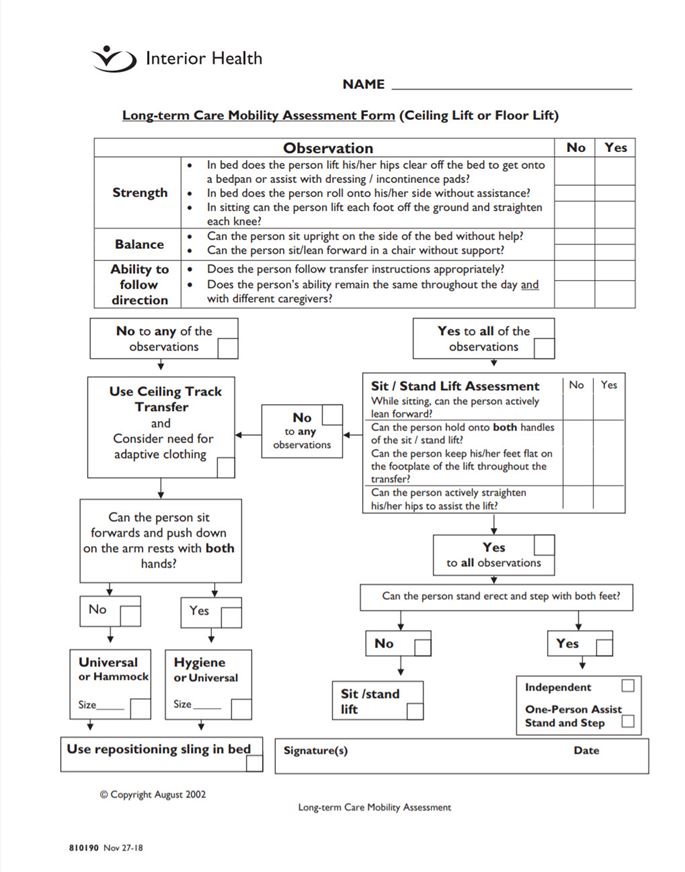 Interior Health
NAME
Long-term Care Mobility Assessment Form (Ceiling Lift or Floor Lift)
Observation No Yes
Strength
• In bed does the person lift his/her hips clear off the bed to get onto
a bedpan or assist with dressing / incontinence pads?
• In bed does the person roll onto his/her side without assistance?
• In sitting can the person lift each foot off the ground and straighten
each knee?
Balance
• Can the person sit upright on the side of the bed without help?
• Can the person sit/lean forward in a chair without support?
Ability to
follow
direction
• Does the person follow transfer instructions appropriately?
• Does the person's ability remain the same throughout the day and
with different caregivers?
No to any of the
observations
Yes to all of the
observations
Use Ceiling Track
Transfer
and
Consider need for
adaptive clothing
No
to any
observations
Sit / Stand Lift Assessment No Yes
While sitting, can the person actively
lean forward?
Can the person hold onto both handles
of the sit / stand lift?
Can the person keep his/her feet flat on
the footplate of the lift throughout the
transfer?
Can the person actively straighten
his/her hips to assist the lift?
Can the person sit
forwards and push down
on the arm rests with both
hands?
Yes
to all observations
Can the person stand erect and step with both feet?
No
Yes
No
Yes
Universal
or Hammock
Size_____
Hygiene
or Universal
Size_____
Sit /stand
lift
Independent
One-Person Assist
Stand and Step
Use repositioning sling in bed
Signature(s) Date
© Copyright August 2002
Long-term Care Mobility Assessment
810190 Nov 27-18